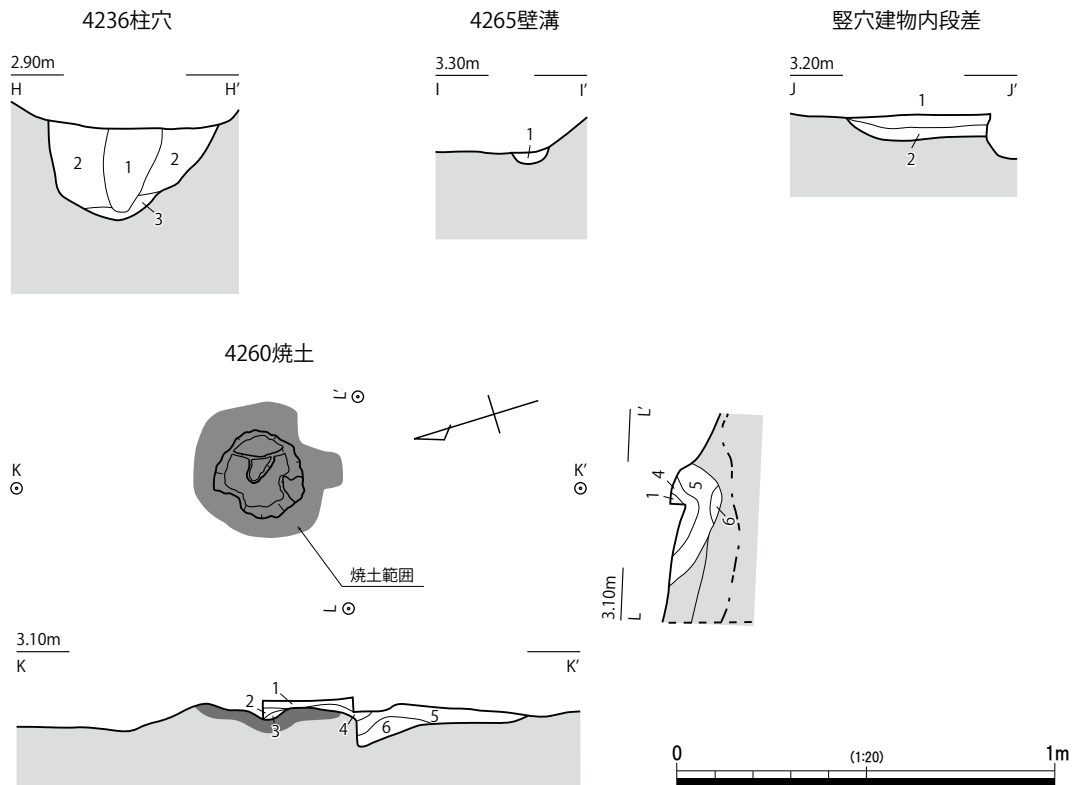 4236柱穴
2.90m
H H′
2 1 2
3
4265壁溝
3.30m
I I′
1
竪穴建物内段差
3.20m
J J′
1
2
4260焼土
L′
K K′
焼土範囲
L
L′
4
1 5
6
3.10m
L
3.10m
K K′
1
2
3 4 6 5
0 (1:20) 1m